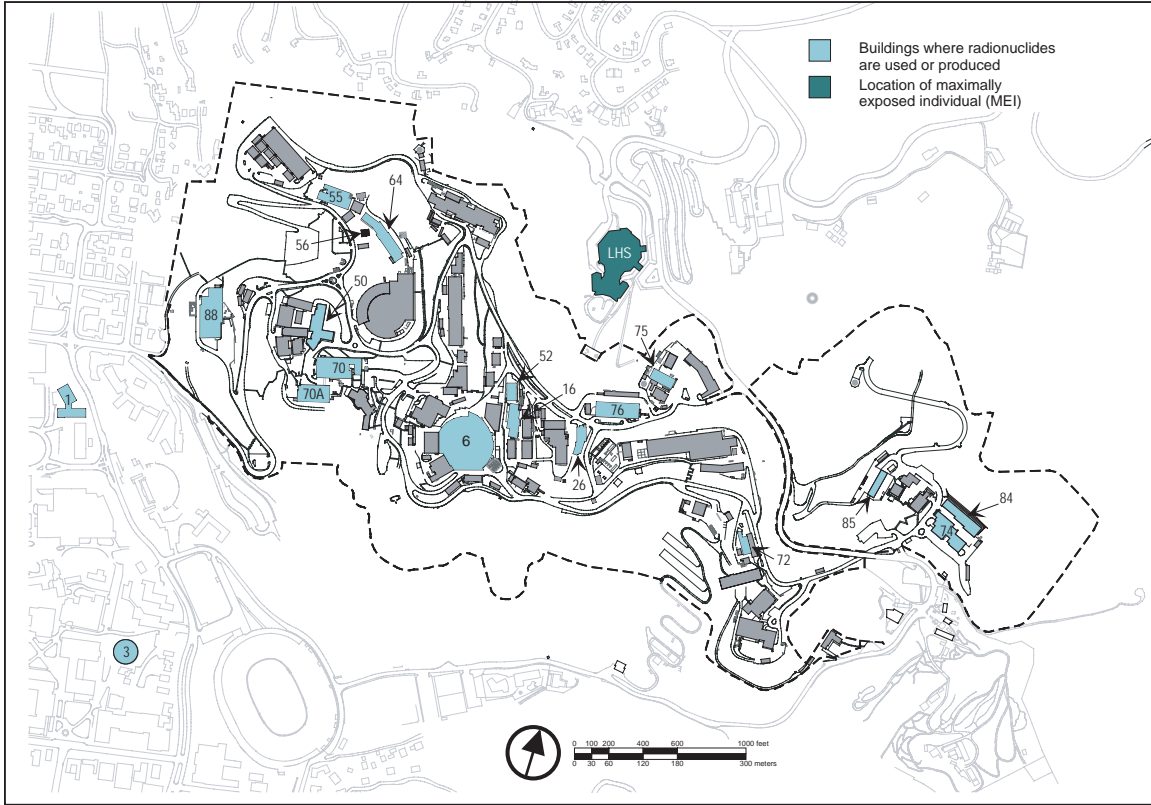 Buildings where radionuclides
are used or produced
Location of maximally
exposed individual (MEI)
64
55
56
LHS
50
88
75
52
70
16
1
70A
76
6
26
84
85
74
72
3
0 100 200 400 600 1000 feet
0 30 60 120 180 300 meters